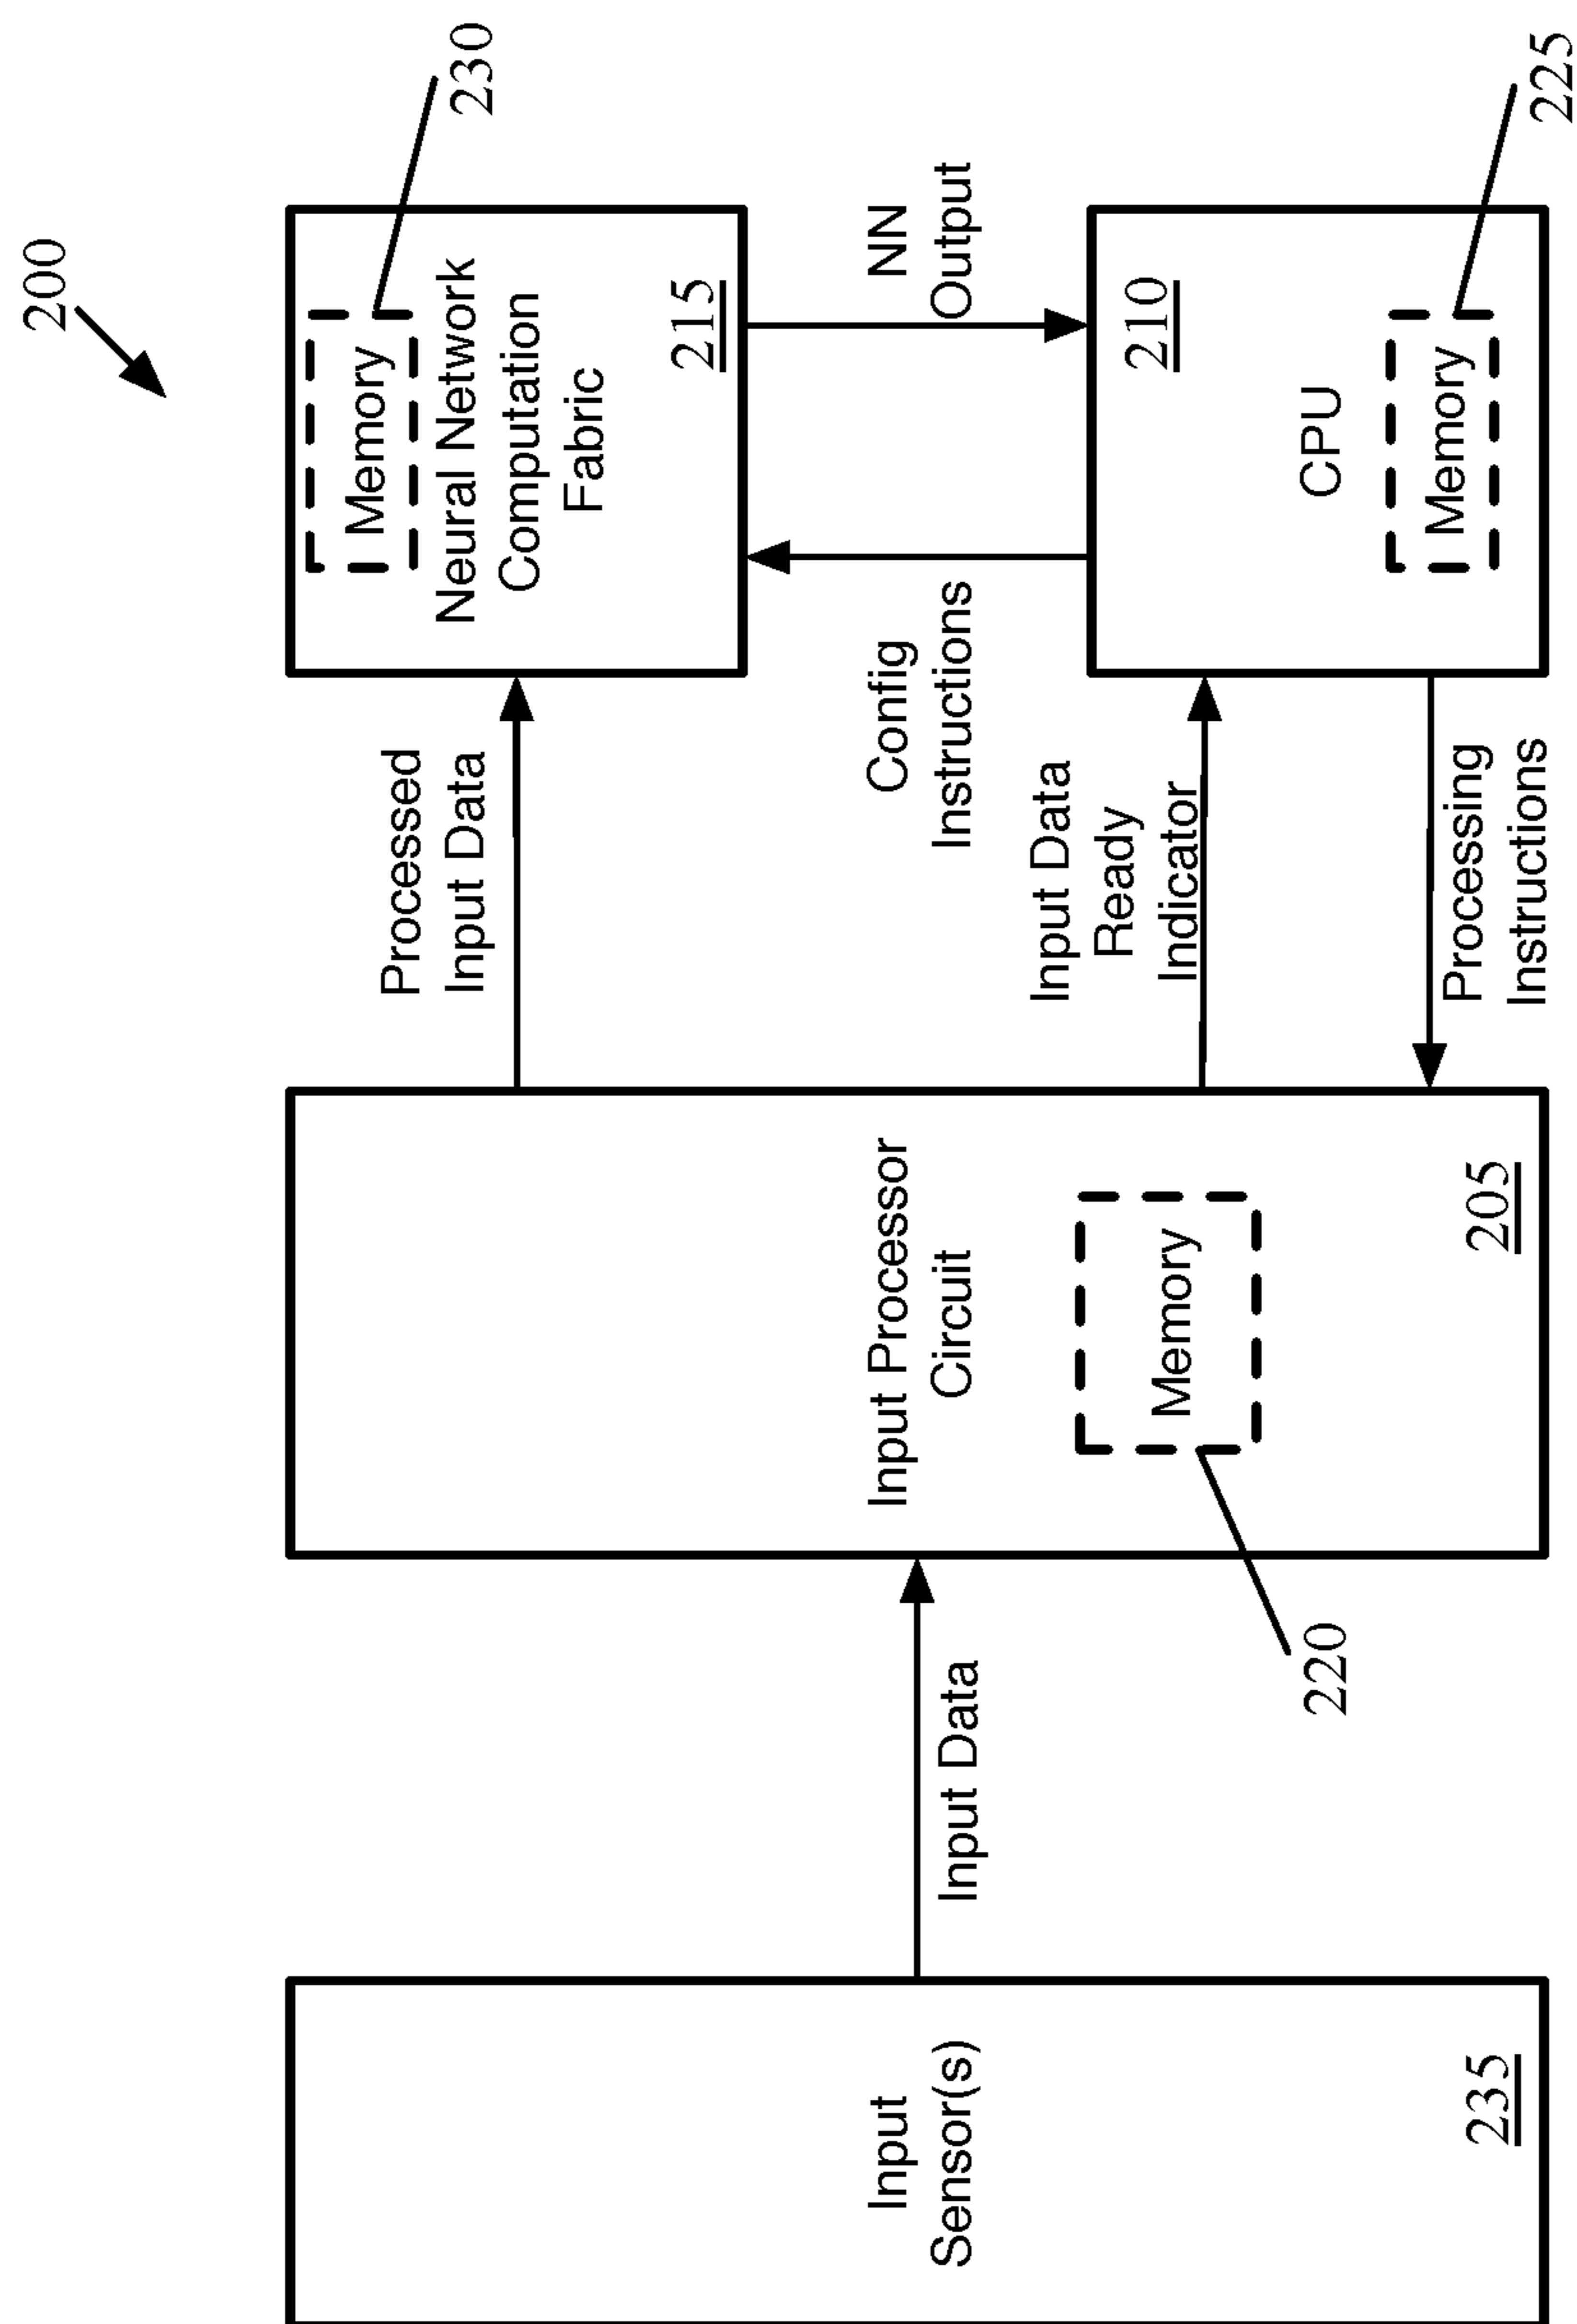 200
Input
Sensor(s)
235
Input Data
Input Processor
Circuit
Memory
205
220
Processed
Input Data
Input Data
Ready
Indicator
Processing
Instructions
Memory
Neural Network
Computation
Fabric
215
230
Config
Instructions
NN
Output
210
CPU
Memory
225